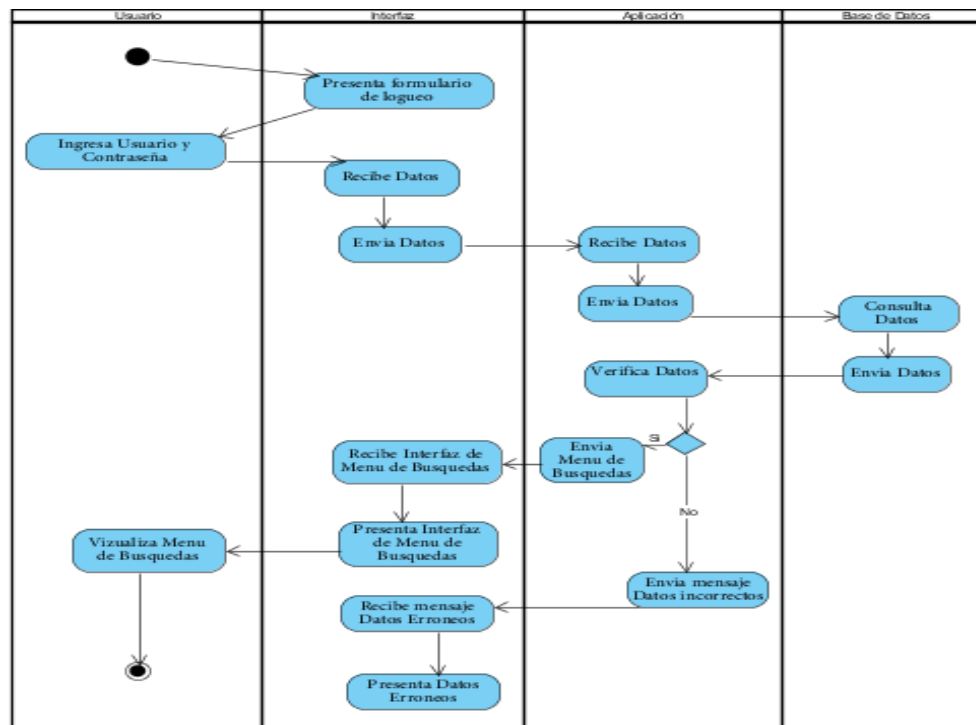 Usuario
Interfaz
Aplicación
Base de Datos
Presenta formulario
de logueo
Ingresa Usuario y
Contraseña
Recibe Datos
Envia Datos
Recibe Datos
Envia Datos
Consulta
Datos
Envia Datos
Verifica Datos
Si
Envia
Menu de
Busquedas
Recibe Interfaz de
Menu de Busquedas
No
Presenta Interfaz
de Menu de
Busquedas
Vizualiza Menu
de Busquedas
Envia mensaje
Datos incorrectos
Recibe mensaje
Datos Erroneos
Presenta Datos
Erroneos